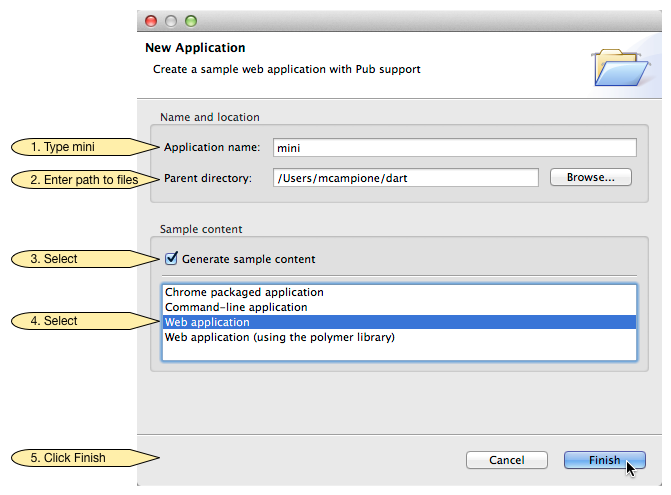 New Application
Create a sample web application with Pub support
Name and location
1. Type mini
Application name:
mini
2. Enter path to files
Parent directory:
/Users/mcampione/dart
Browse...
Sample content
3. Select
Generate sample content
Chrome packaged application
Command-line application
4. Select
Web application
Web application (using the polymer library)
5. Click Finish
Cancel
Finish